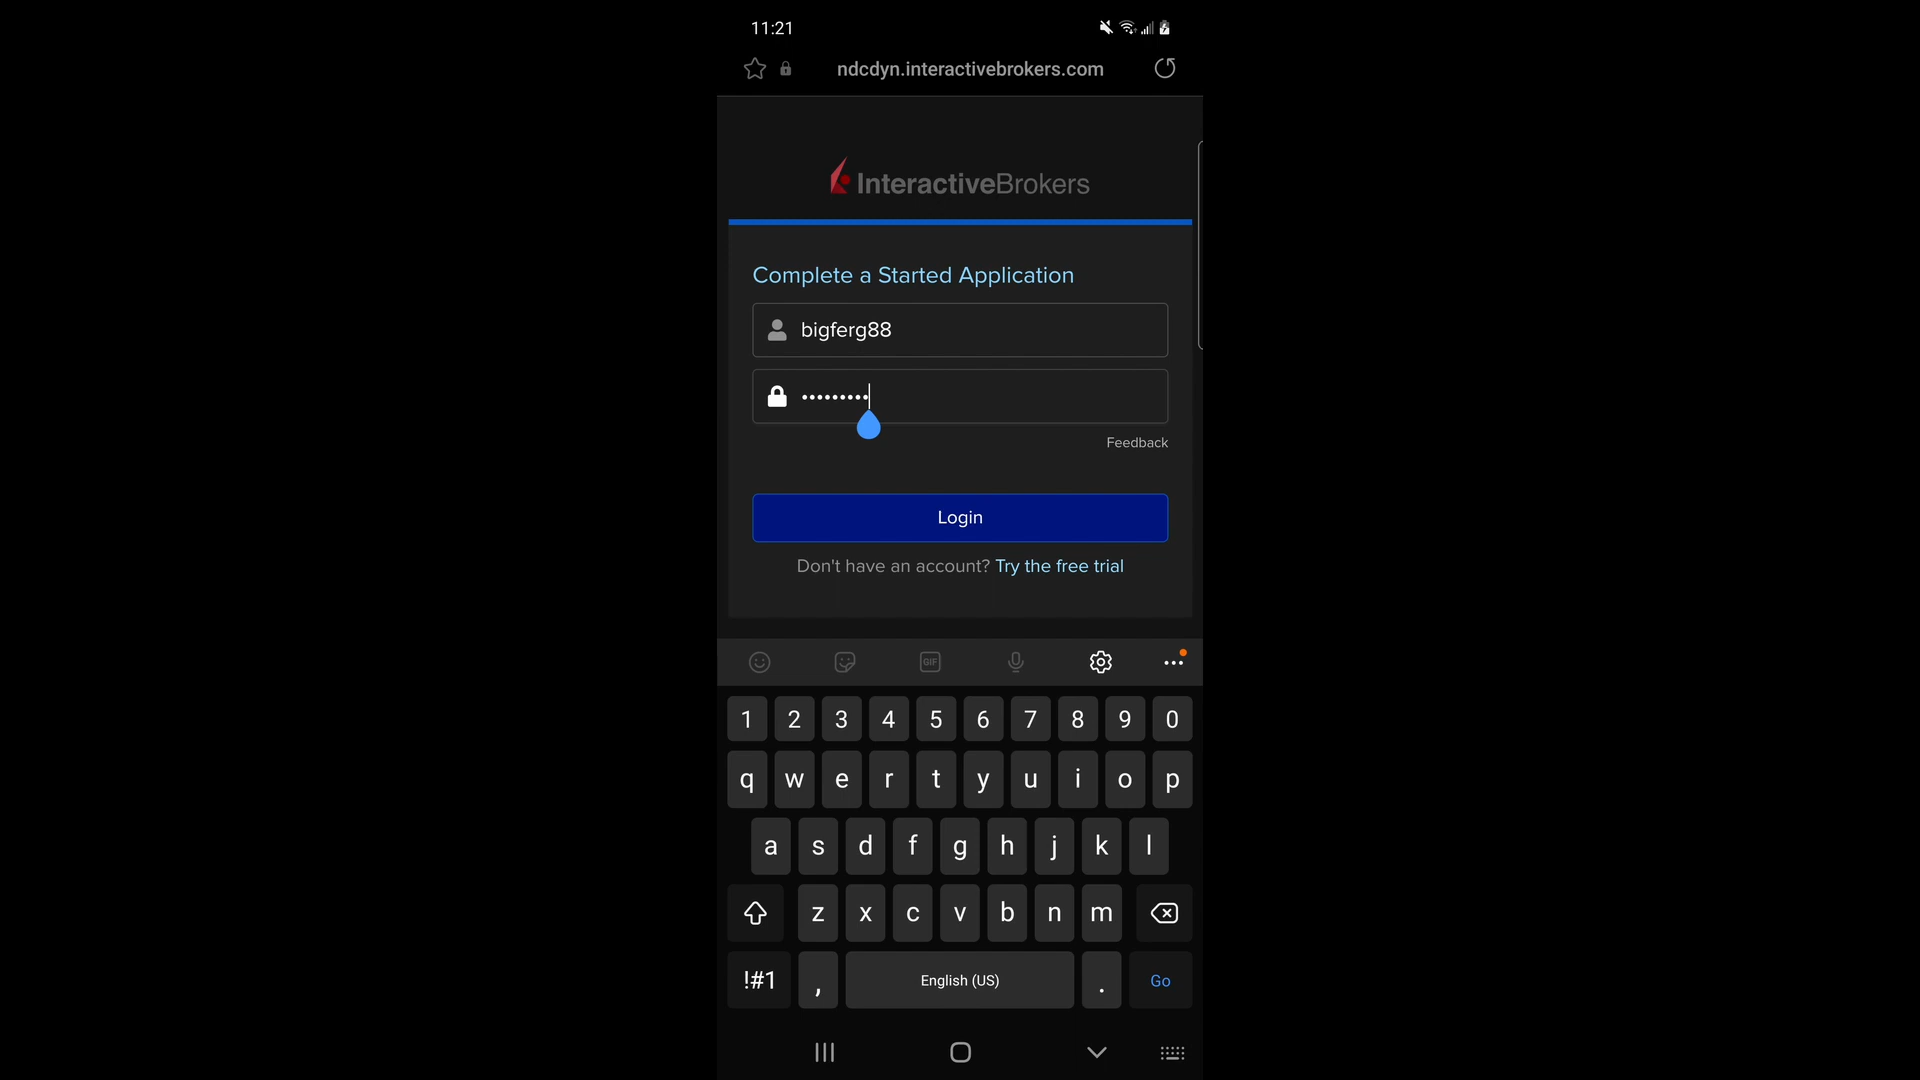 11:21
ndcdyn.interactivebrokers.com
InteractiveBrokers
Complete a Started Application
bigferg88
•••••••••
Feedback
Login
Don't have an account? Try the free trial
GIF
1 2 3 4 5 6 7 8 9 0
q w e r t y u i o p
a s d f g h j k l
z x c v b n m
!#1 , English (US) . Go